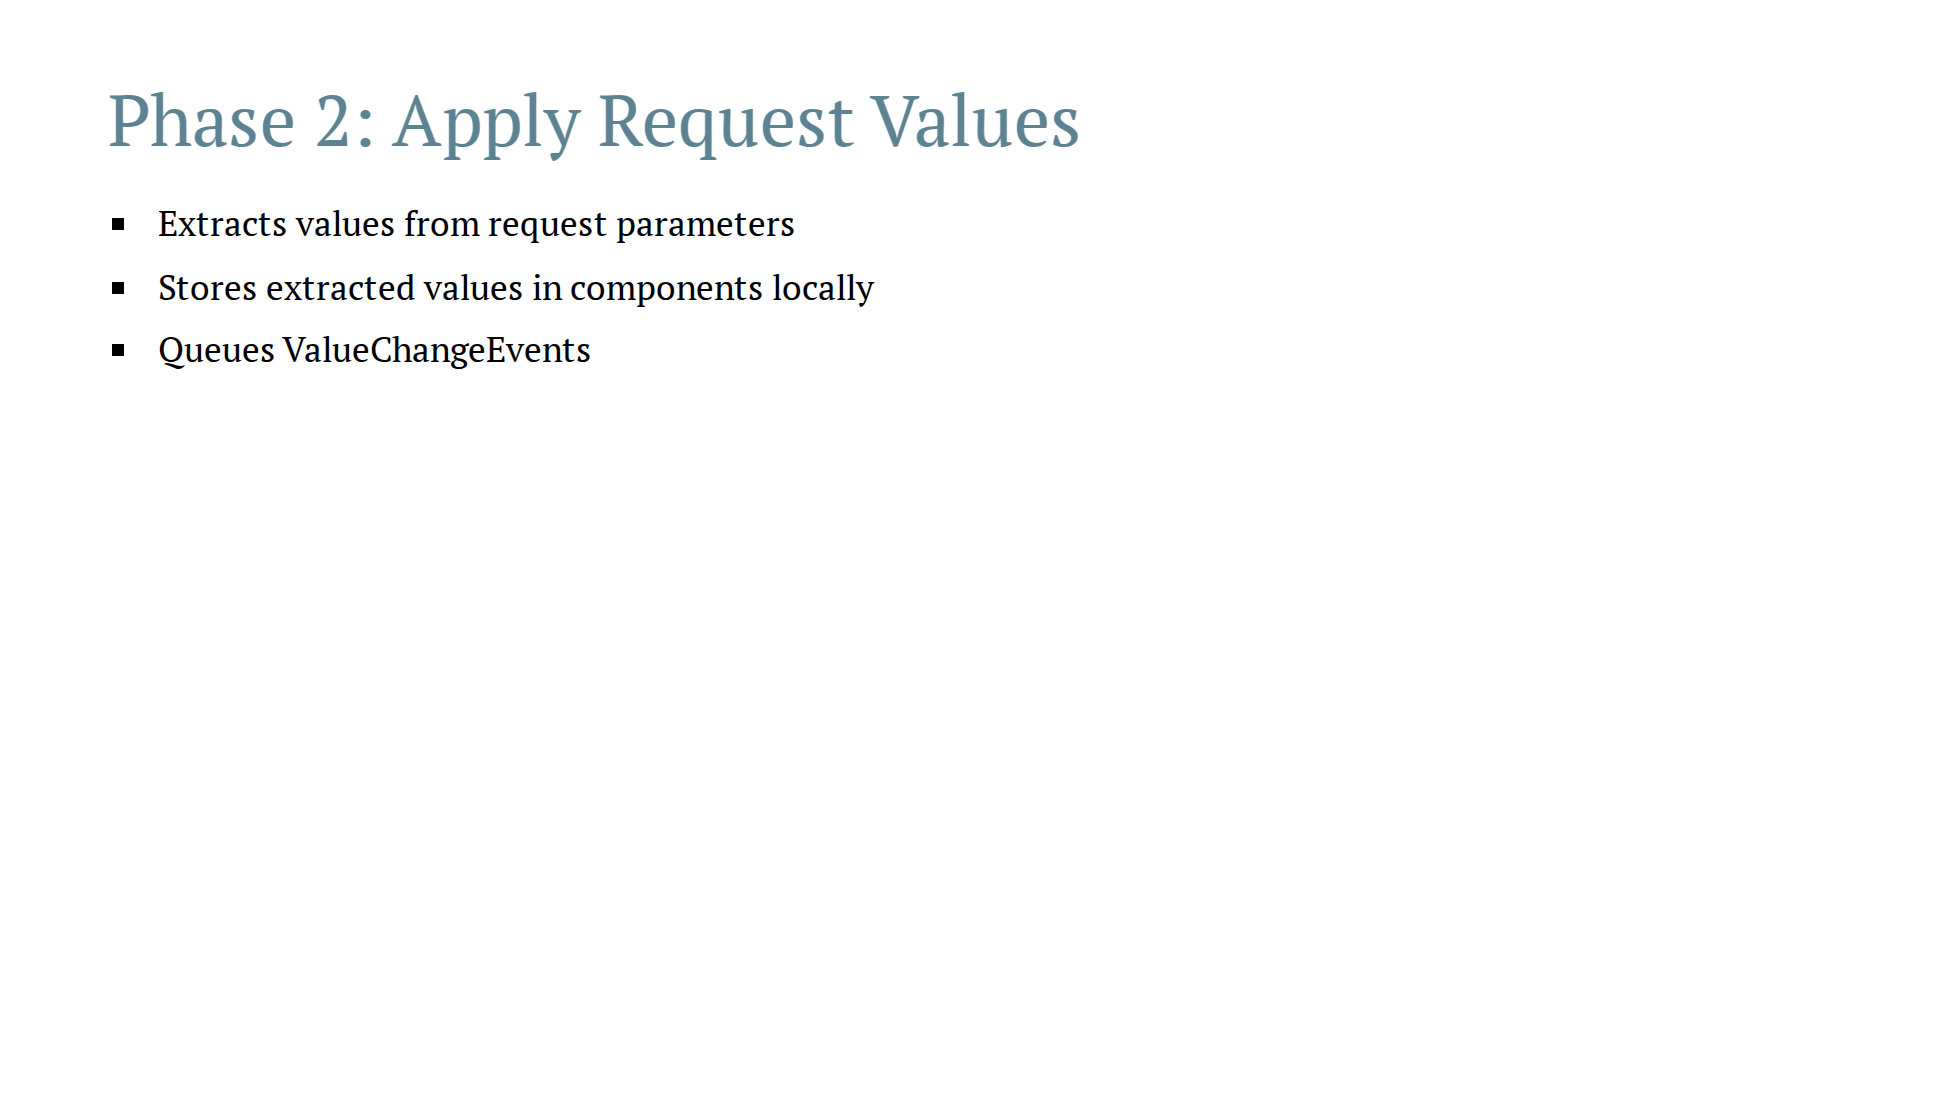 Phase 2: Apply Request Values
▪ Extracts values from request parameters
▪ Stores extracted values in components locally
▪ Queues ValueChangeEvents